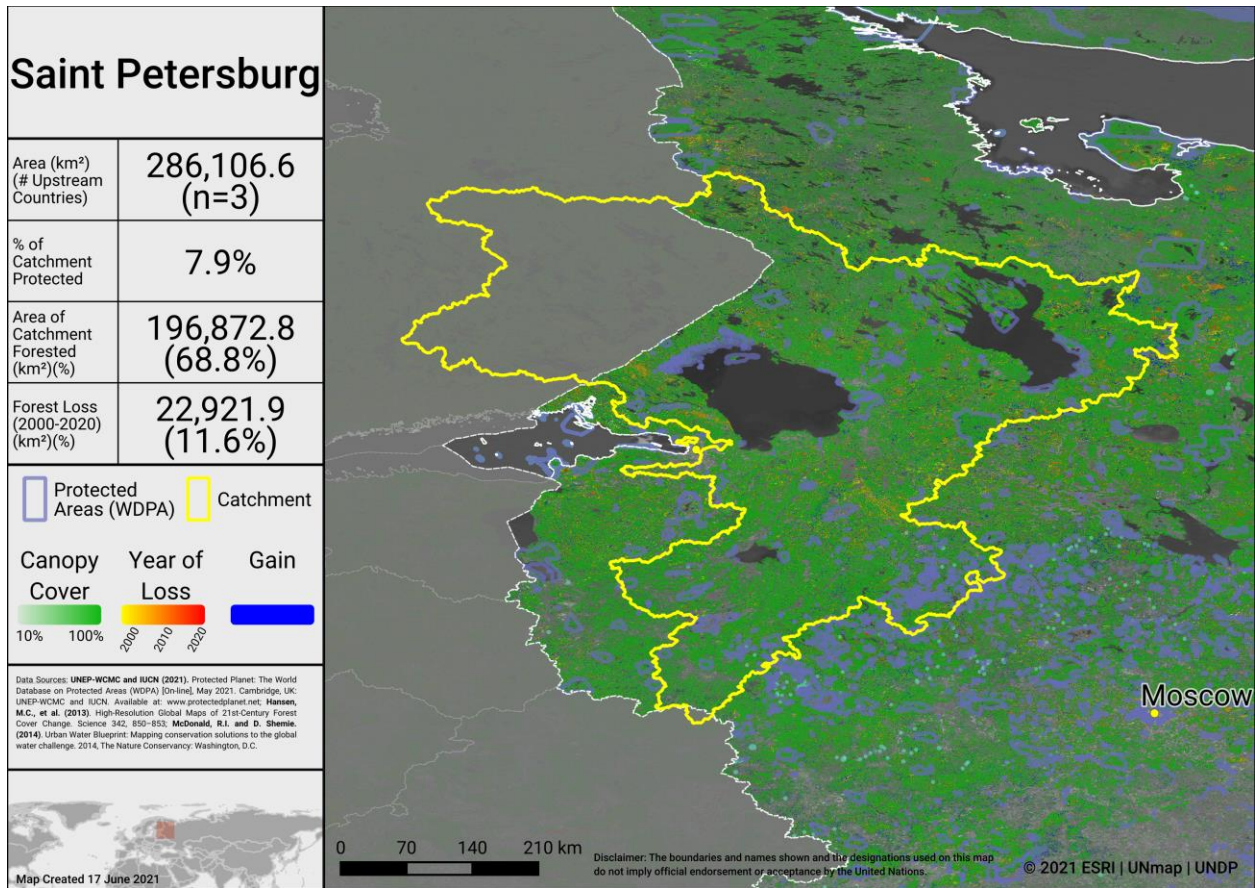 Saint Petersburg
Area (km²)
(# Upstream
Countries)
286,106.6
(n=3)
% of
Catchment
Protected
7.9%
Area of
Catchment
Forested
(km²)(%)
196,872.8
(68.8%)
Forest Loss
(2000-2020)
(km²)(%)
22,921.9
(11.6%)
Protected
Areas (WDPA)
Catchment
Canopy
Cover
10% 100%
Year of
Loss
2000 2010 2020
Gain
Data Sources: UNEP-WCMC and IUCN (2021). Protected Planet: The World
Database on Protected Areas (WDPA) [On-line], May 2021. Cambridge, UK:
UNEP-WCMC and IUCN. Available at: www.protectedplanet.net; Hansen,
M.C., et al. (2013). High-Resolution Global Maps of 21st-Century Forest
Cover Change. Science 342, 850–853; McDonald, R.I. and D. Shemie.
(2014). Urban Water Blueprint: Mapping conservation solutions to the global
water challenge. 2014, The Nature Conservancy: Washington, D.C.
Map Created 17 June 2021
Moscow
0 70 140 210 km
Disclaimer: The boundaries and names shown and the designations used on this map
do not imply official endorsement or acceptance by the United Nations.
© 2021 ESRI | UNmap | UNDP